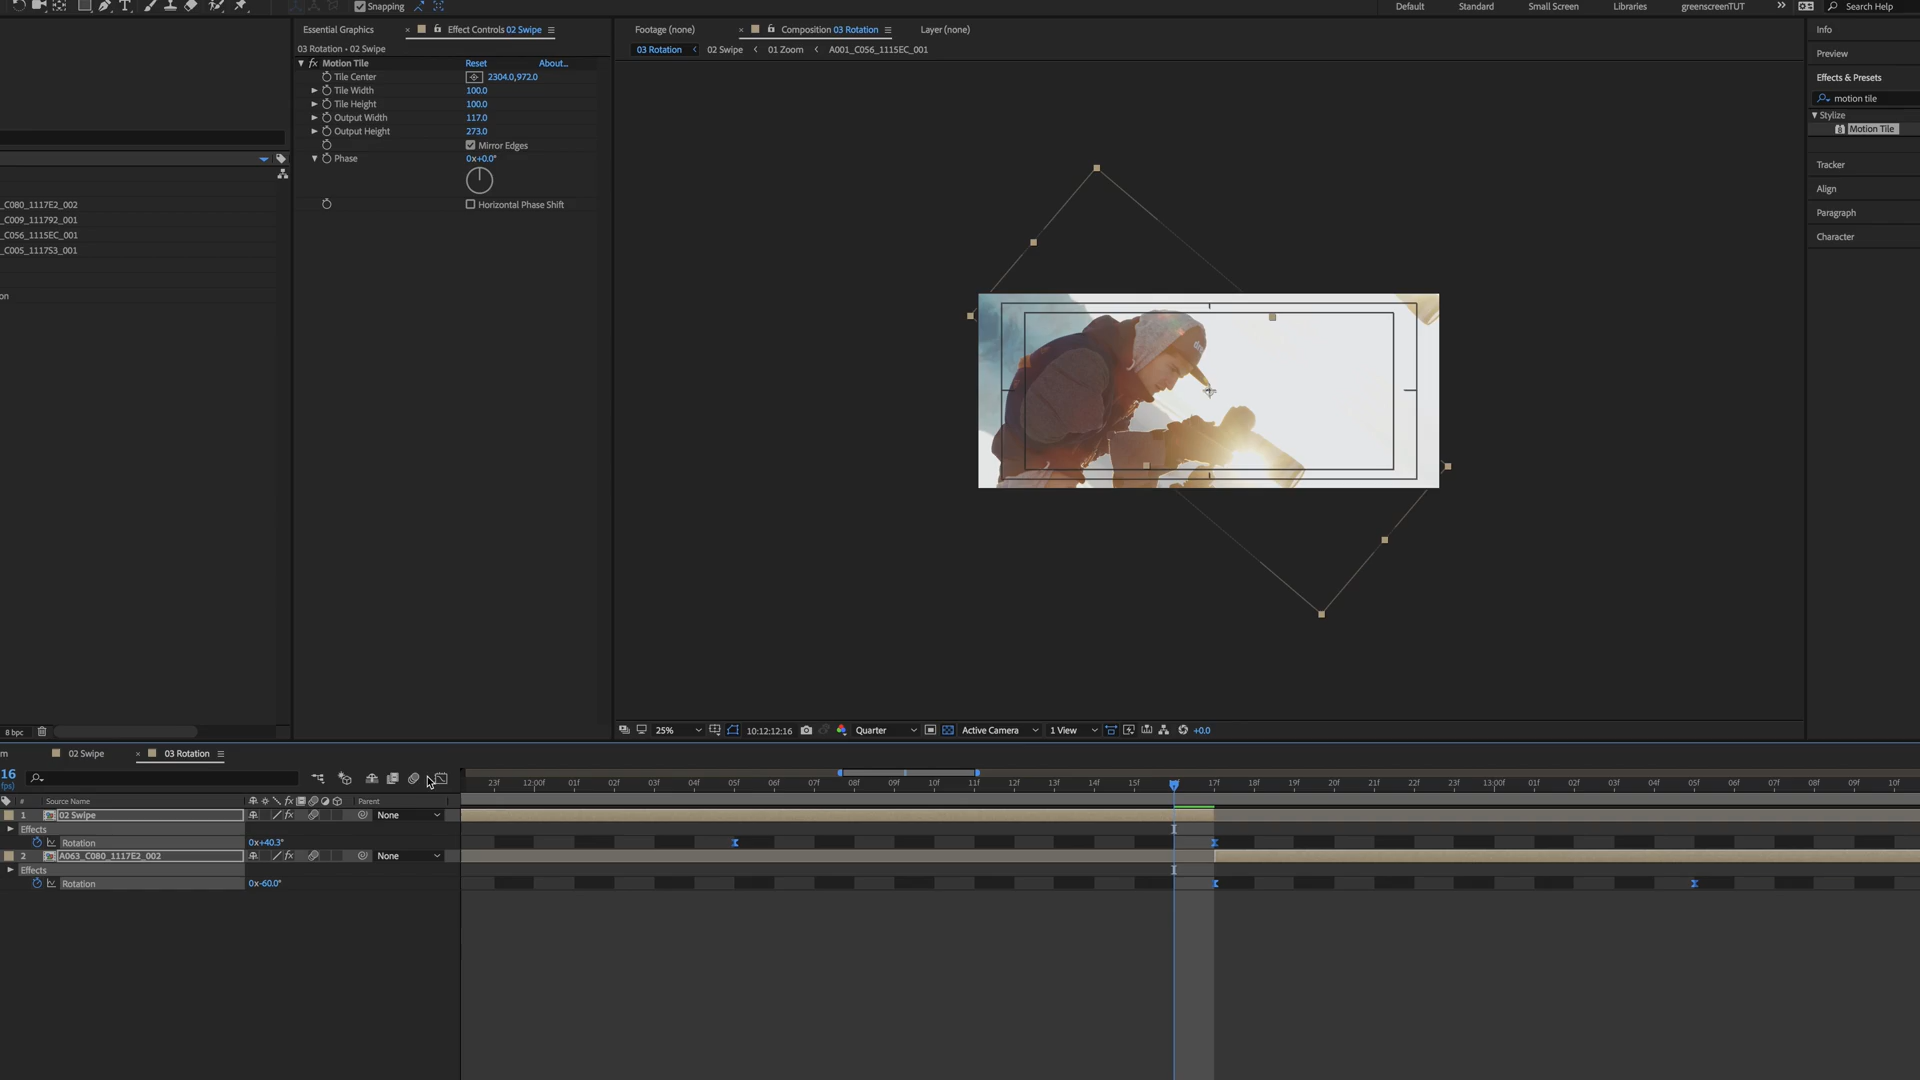 Snapping
Default
Standard
Small Screen
Libraries
greenscreenTUT
Search Help
Essential Graphics
Effect Controls 02 Swipe
Footage (none)
Composition 03 Rotation
Layer (none)
Info
03 Rotation • 02 Swipe
03 Rotation
02 Swipe
01 Zoom
A001_C056_1115EC_001
Preview
Motion Tile
Reset
About...
Tile Center
2304.0,972.0
Effects & Presets
Tile Width
100.0
motion tile
Tile Height
100.0
Output Width
117.0
Stylize
Output Height
273.0
Motion Tile
Mirror Edges
Phase
0x+0.0°
Tracker
Align
_C080_1117E2_002
Horizontal Phase Shift
Paragraph
_C009_111792_001
_C056_1115EC_001
Character
_C005_1117S3_001
on
8 bpc
25%
10:12:12:16
Quarter
Active Camera
1 View
+0.0
m
02 Swipe
03 Rotation
16
fps)
23f
12:00f
01f
02f
03f
04f
05f
06f
07f
08f
09f
10f
11f
12f
13f
14f
15f
16f
17f
18f
19f
20f
21f
22f
23f
13:00f
01f
02f
03f
04f
05f
06f
07f
08f
09f
10f
#
Source Name
fx
Parent
1
02 Swipe
None
Effects
Rotation
0x+40.3°
2
A063_C080_1117E2_002
None
Effects
Rotation
0x-60.0°